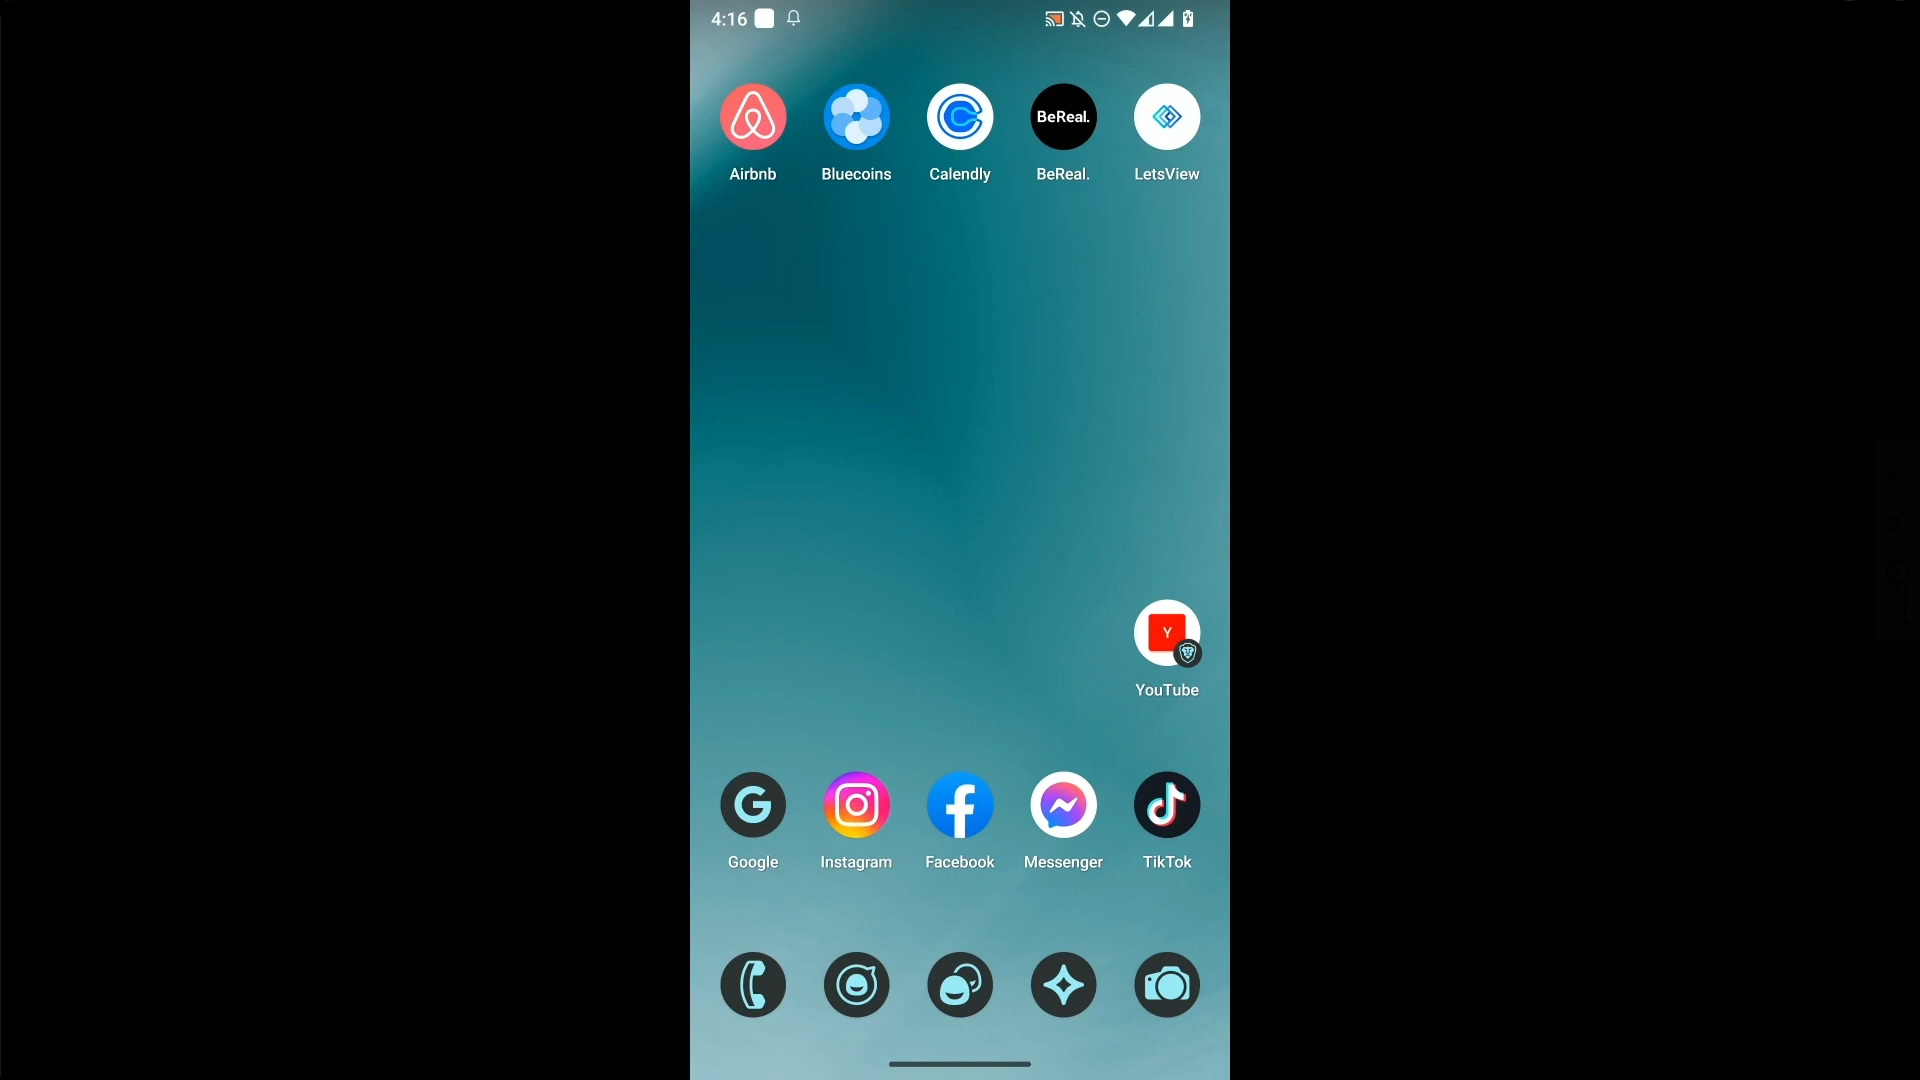 4:16
BeReal.
Airbnb
Bluecoins
Calendly
BeReal.
LetsView
Y
YouTube
Google
Instagram
Facebook
Messenger
TikTok